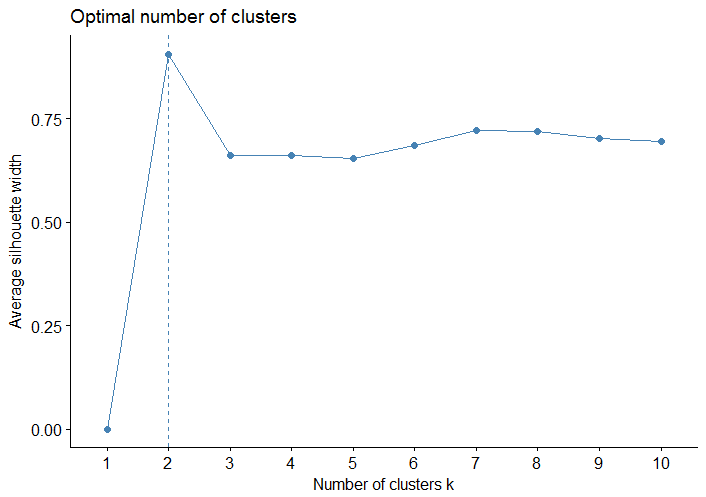 Optimal number of clusters
Average silhouette width
0.75
0.50
0.25
0.00
1 2 3 4 5 6 7 8 9 10
Number of clusters k